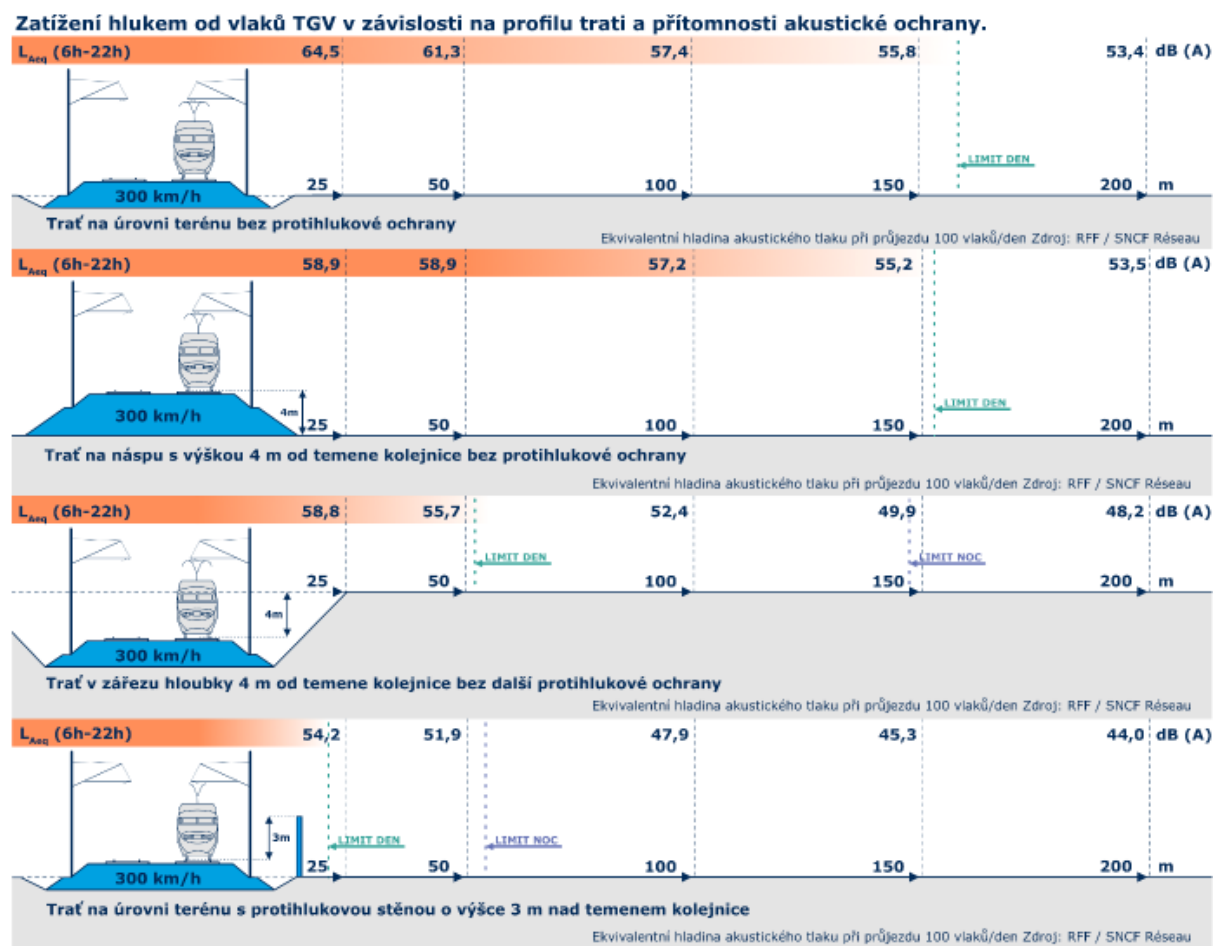 Zatížení hlukem od vlaků TGV v závislosti na profilu trati a přítomnosti akustické ochrany.
LAeq (6h-22h) 64,5 61,3 57,4 55,8 53,4 dB (A)
LIMIT DEN
300 km/h 25 50 100 150 200 m
Trať na úrovni terénu bez protihlukové ochrany
Ekvivalentní hladina akustického tlaku při průjezdu 100 vlaků/den Zdroj: RFF / SNCF Réseau
LAeq (6h-22h) 58,9 58,9 57,2 55,2 53,5 dB (A)
LIMIT DEN
300 km/h 4m 25 50 100 150 200 m
Trať na náspu s výškou 4 m od temene kolejnice bez protihlukové ochrany
Ekvivalentní hladina akustického tlaku při průjezdu 100 vlaků/den Zdroj: RFF / SNCF Réseau
LAeq (6h-22h) 58,8 55,7 52,4 49,9 48,2 dB (A)
LIMIT DEN LIMIT NOC
25 50 100 150 200 m
4m
300 km/h
Trať v zářezu hloubky 4 m od temene kolejnice bez další protihlukové ochrany
Ekvivalentní hladina akustického tlaku při průjezdu 100 vlaků/den Zdroj: RFF / SNCF Réseau
LAeq (6h-22h) 54,2 51,9 47,9 45,3 44,0 dB (A)
3m LIMIT DEN LIMIT NOC
300 km/h 25 50 100 150 200 m
Trať na úrovni terénu s protihlukovou stěnou o výšce 3 m nad temenem kolejnice
Ekvivalentní hladina akustického tlaku při průjezdu 100 vlaků/den Zdroj: RFF / SNCF Réseau